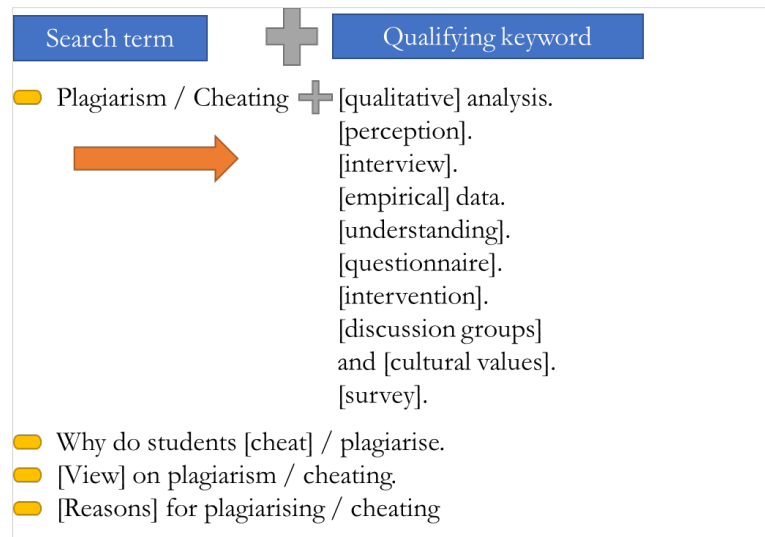 Search term
Qualifying keyword
Plagiarism / Cheating
[qualitative] analysis.
[perception].
[interview].
[empirical] data.
[understanding].
[questionnaire].
[intervention].
[discussion groups]
and [cultural values].
[survey].
Why do students [cheat] / plagiarise.
[View] on plagiarism / cheating.
[Reasons] for plagiarising / cheating